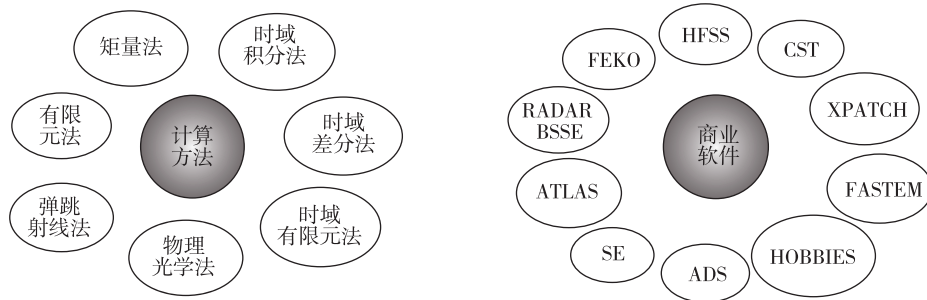 矩量法
时域
积分法
有限
元法
计算
方法
时域
差分法
弹跳
射线法
物理
光学法
时域
有限元法
HFSS
CST
FEKO
XPATCH
RADAR
BSSE
商业
软件
ATLAS
FASTEM
SE
ADS
HOBBIES